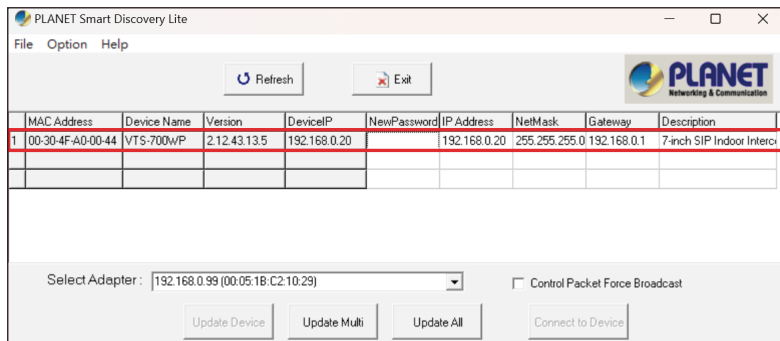 PLANET Smart Discovery Lite
File Option Help
Refresh Exit
PLANET
Networking & Communication
MAC Address Device Name Version DeviceIP NewPassword IP Address NetMask Gateway Description
1 00-30-4F-A0-00-44 VTS-700WP 2.12.43.13.5 192.168.0.20 192.168.0.20 255.255.255.0 192.168.0.1 7-inch SIP Indoor Interc
Select Adapter : 192.168.0.99 (00:05:1B:C2:10:29) Control Packet Force Broadcast
Update Device Update Multi Update All Connect to Device